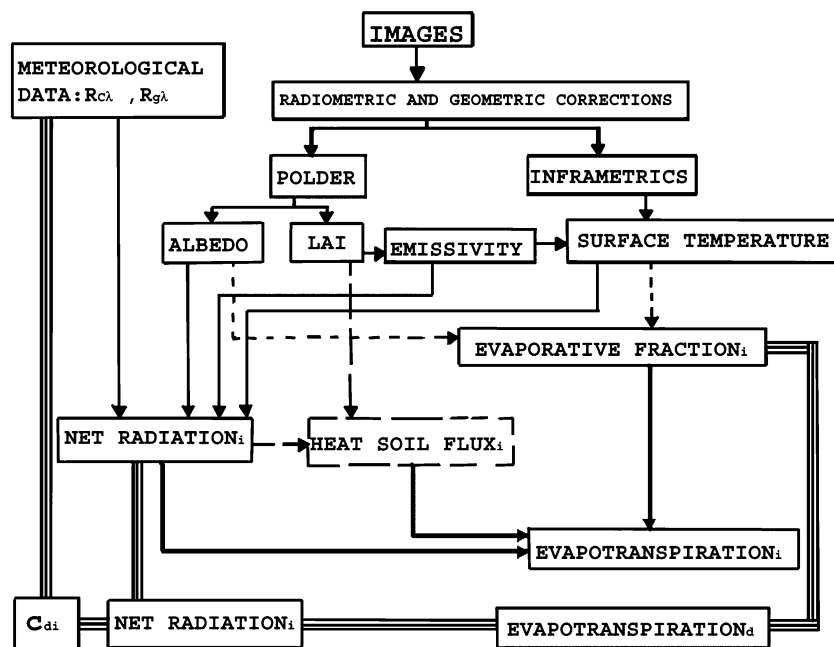 IMAGES
METEOROLOGICAL
DATA:Rcλ ,Rgλ
RADIOMETRIC AND GEOMETRIC CORRECTIONS
POLDER
INFRAMETRICS
ALBEDO
LAI
EMISSIVITY
SURFACE TEMPERATURE
EVAPORATIVE FRACTIONi
NET RADIATIONi
HEAT SOIL FLUXi
EVAPOTRANSPIRATIONi
Cdi
NET RADIATIONi
EVAPOTRANSPIRATIONd